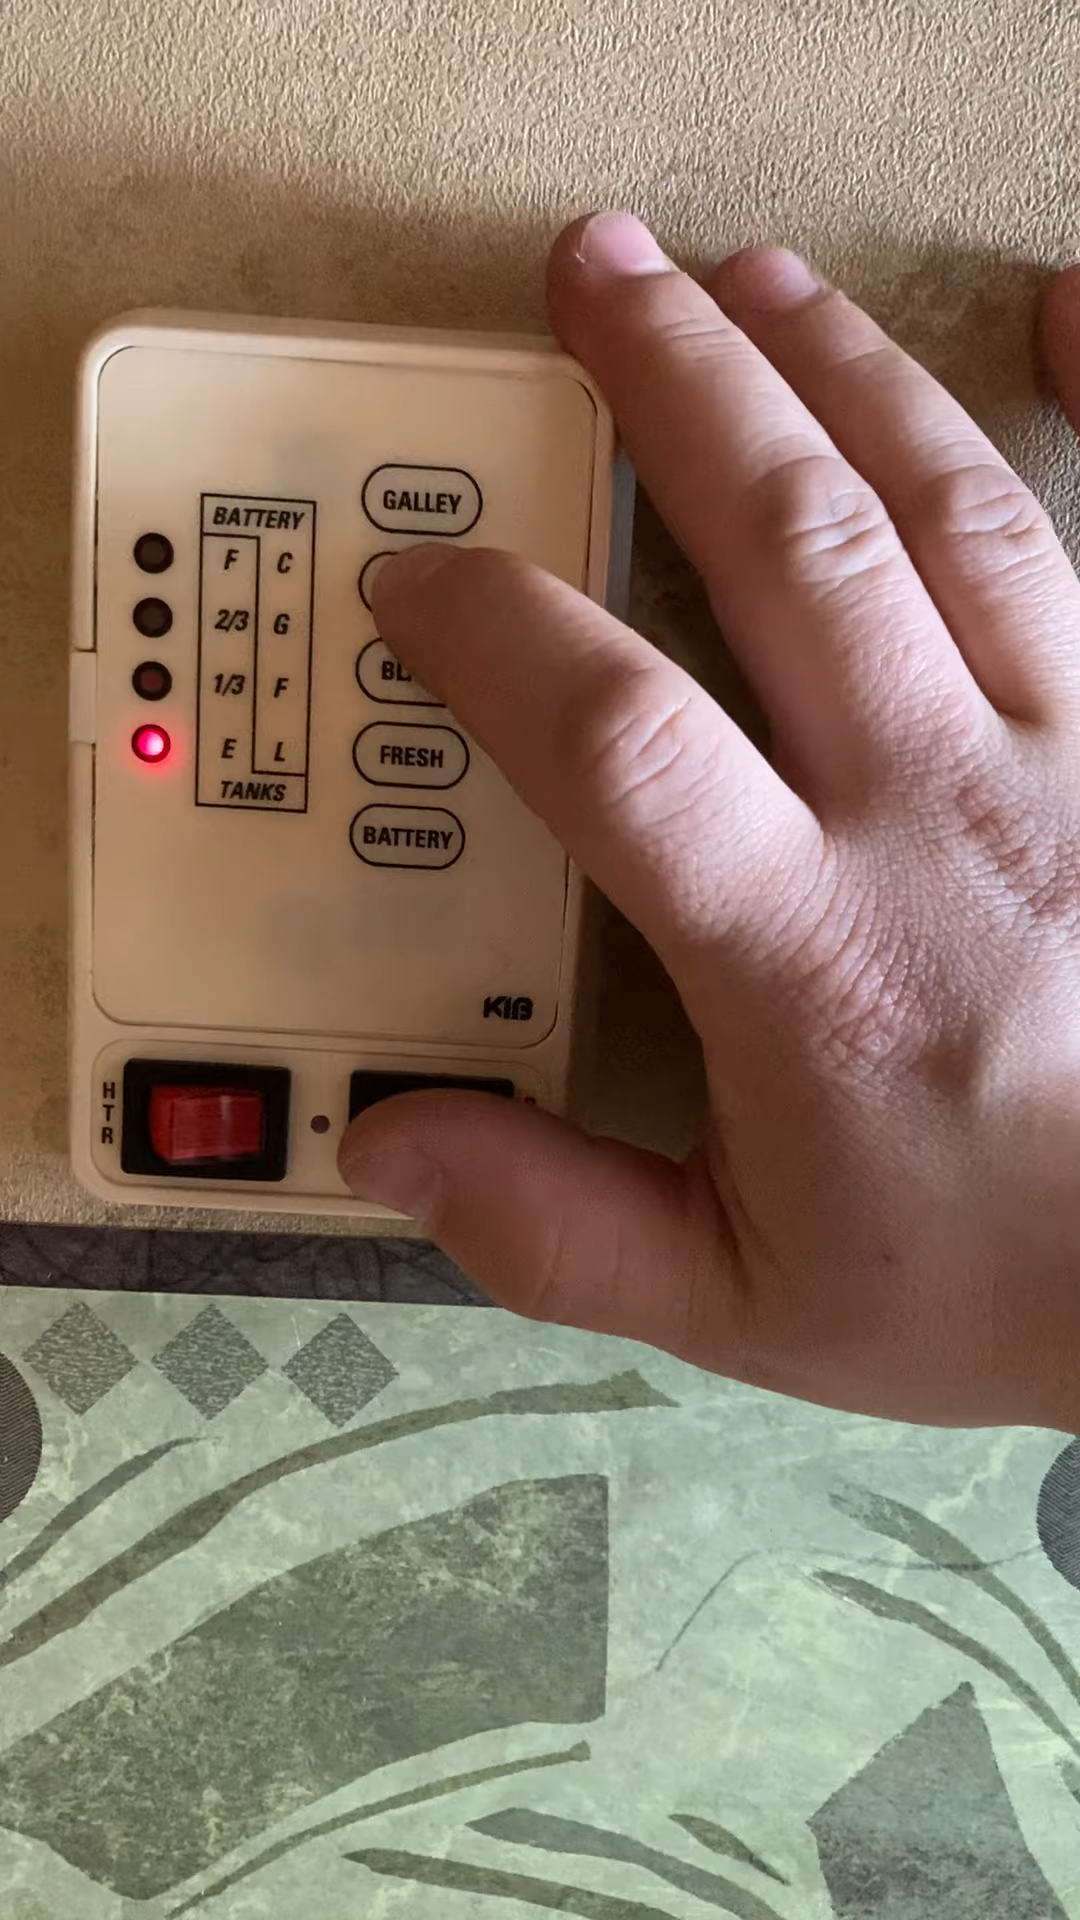 GALLEY
BATTERY
F C
2/3 G
1/3 F
E L
TANKS
FRESH
BATTERY
KIB
HTR